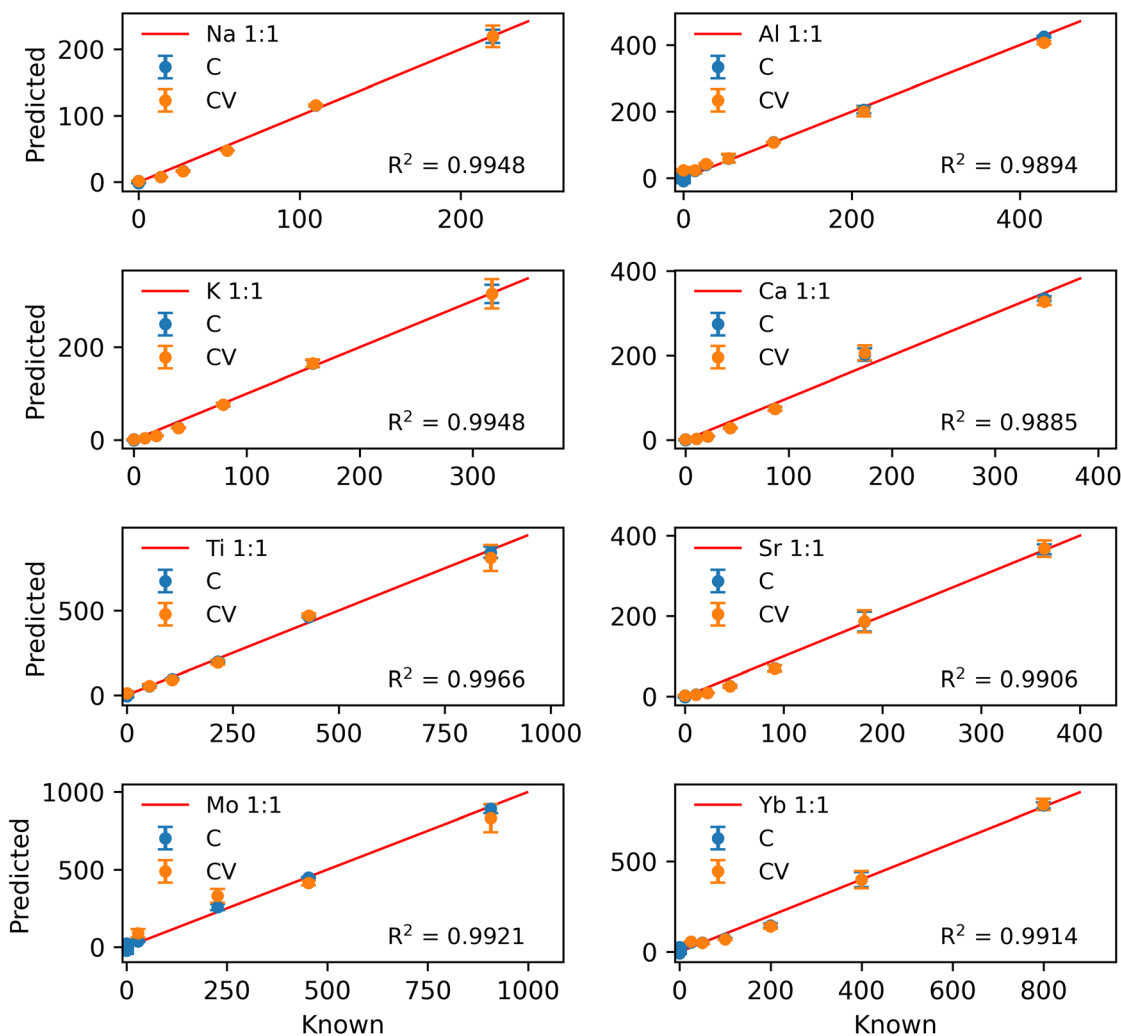 Predicted
200
100
0
0
100
200
Na 1:1
C
CV
R² = 0.9948
400
200
0
0
200
400
Al 1:1
C
CV
R² = 0.9894
Predicted
200
0
0
100
200
300
K 1:1
C
CV
R² = 0.9948
400
200
0
0
100
200
300
400
Ca 1:1
C
CV
R² = 0.9885
Predicted
500
0
0
250
500
750
1000
Ti 1:1
C
CV
R² = 0.9966
400
200
0
0
100
200
300
400
Sr 1:1
C
CV
R² = 0.9906
Predicted
1000
500
0
0
250
500
750
1000
Known
Mo 1:1
C
CV
R² = 0.9921
500
0
0
200
400
600
800
Known
Yb 1:1
C
CV
R² = 0.9914